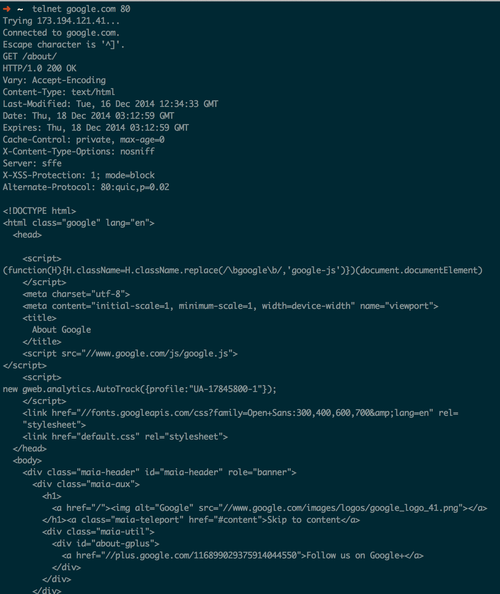 ➜  ~  telnet google.com 80
Trying 173.194.121.41...
Connected to google.com.
Escape character is '^]'.
GET /about/
HTTP/1.0 200 OK
Vary: Accept-Encoding
Content-Type: text/html
Last-Modified: Tue, 16 Dec 2014 12:34:33 GMT
Date: Thu, 18 Dec 2014 03:12:59 GMT
Expires: Thu, 18 Dec 2014 03:12:59 GMT
Cache-Control: private, max-age=0
X-Content-Type-Options: nosniff
Server: sffe
X-XSS-Protection: 1; mode=block
Alternate-Protocol: 80:quic,p=0.02
<!DOCTYPE html>
<html class="google" lang="en">
  <head>
    <script>
(function(H){H.className=H.className.replace(/\bgoogle\b/,'google-js')})(document.documentElement)
    </script>
    <meta charset="utf-8">
    <meta content="initial-scale=1, minimum-scale=1, width=device-width" name="viewport">
    <title>
      About Google
    </title>
    <script src="//www.google.com/js/google.js">
</script>
    <script>
new gweb.analytics.AutoTrack({profile:"UA-17845800-1"});
    </script>
    <link href="//fonts.googleapis.com/css?family=Open+Sans:300,400,600,700&amp;lang=en" rel=
    "stylesheet">
    <link href="default.css" rel="stylesheet">
  </head>
  <body>
    <div class="maia-header" id="maia-header" role="banner">
      <div class="maia-aux">
        <h1>
          <a href="/"><img alt="Google" src="//www.google.com/images/logos/google_logo_41.png"></a>
        </h1><a class="maia-teleport" href="#content">Skip to content</a>
        <div class="maia-util">
          <div id="about-gplus">
            <a href="//plus.google.com/116899029375914044550">Follow us on Google+</a>
          </div>
        </div>
      </div>